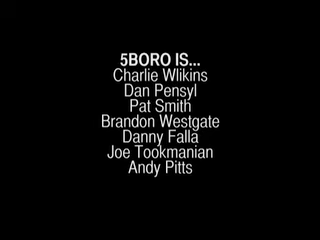 5BORO IS...
Charlie Wlikins
Dan Pensyl
Pat Smith
Brandon Westgate
Danny Falla
Joe Tookmanian
Andy Pitts